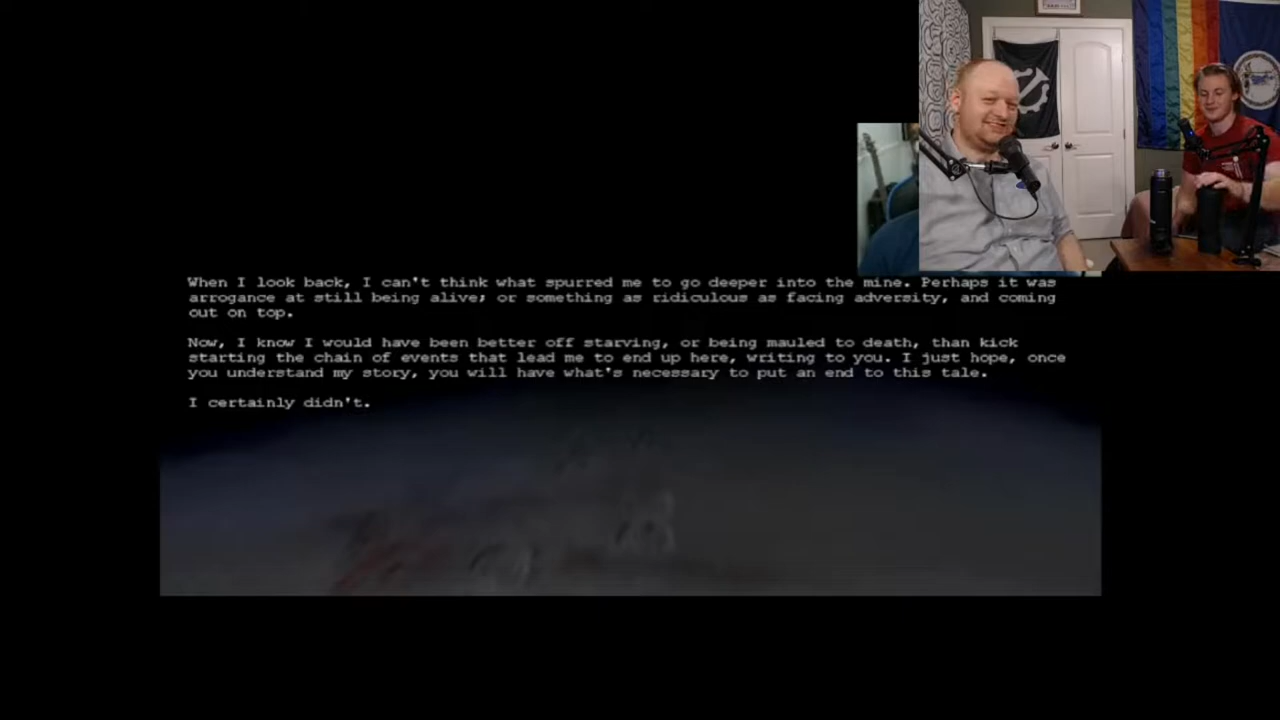 When I look back, I can't think what spurred me to go deeper into the mine. Perhaps it was
arrogance at still being alive; or something as ridiculous as facing adversity, and coming
out on top.
Now, I know I would have been better off starving, or being mauled to death, than kick
starting the chain of events that lead me to end up here, writing to you. I just hope, once
you understand my story, you will have what's necessary to put an end to this tale.
I certainly didn't.